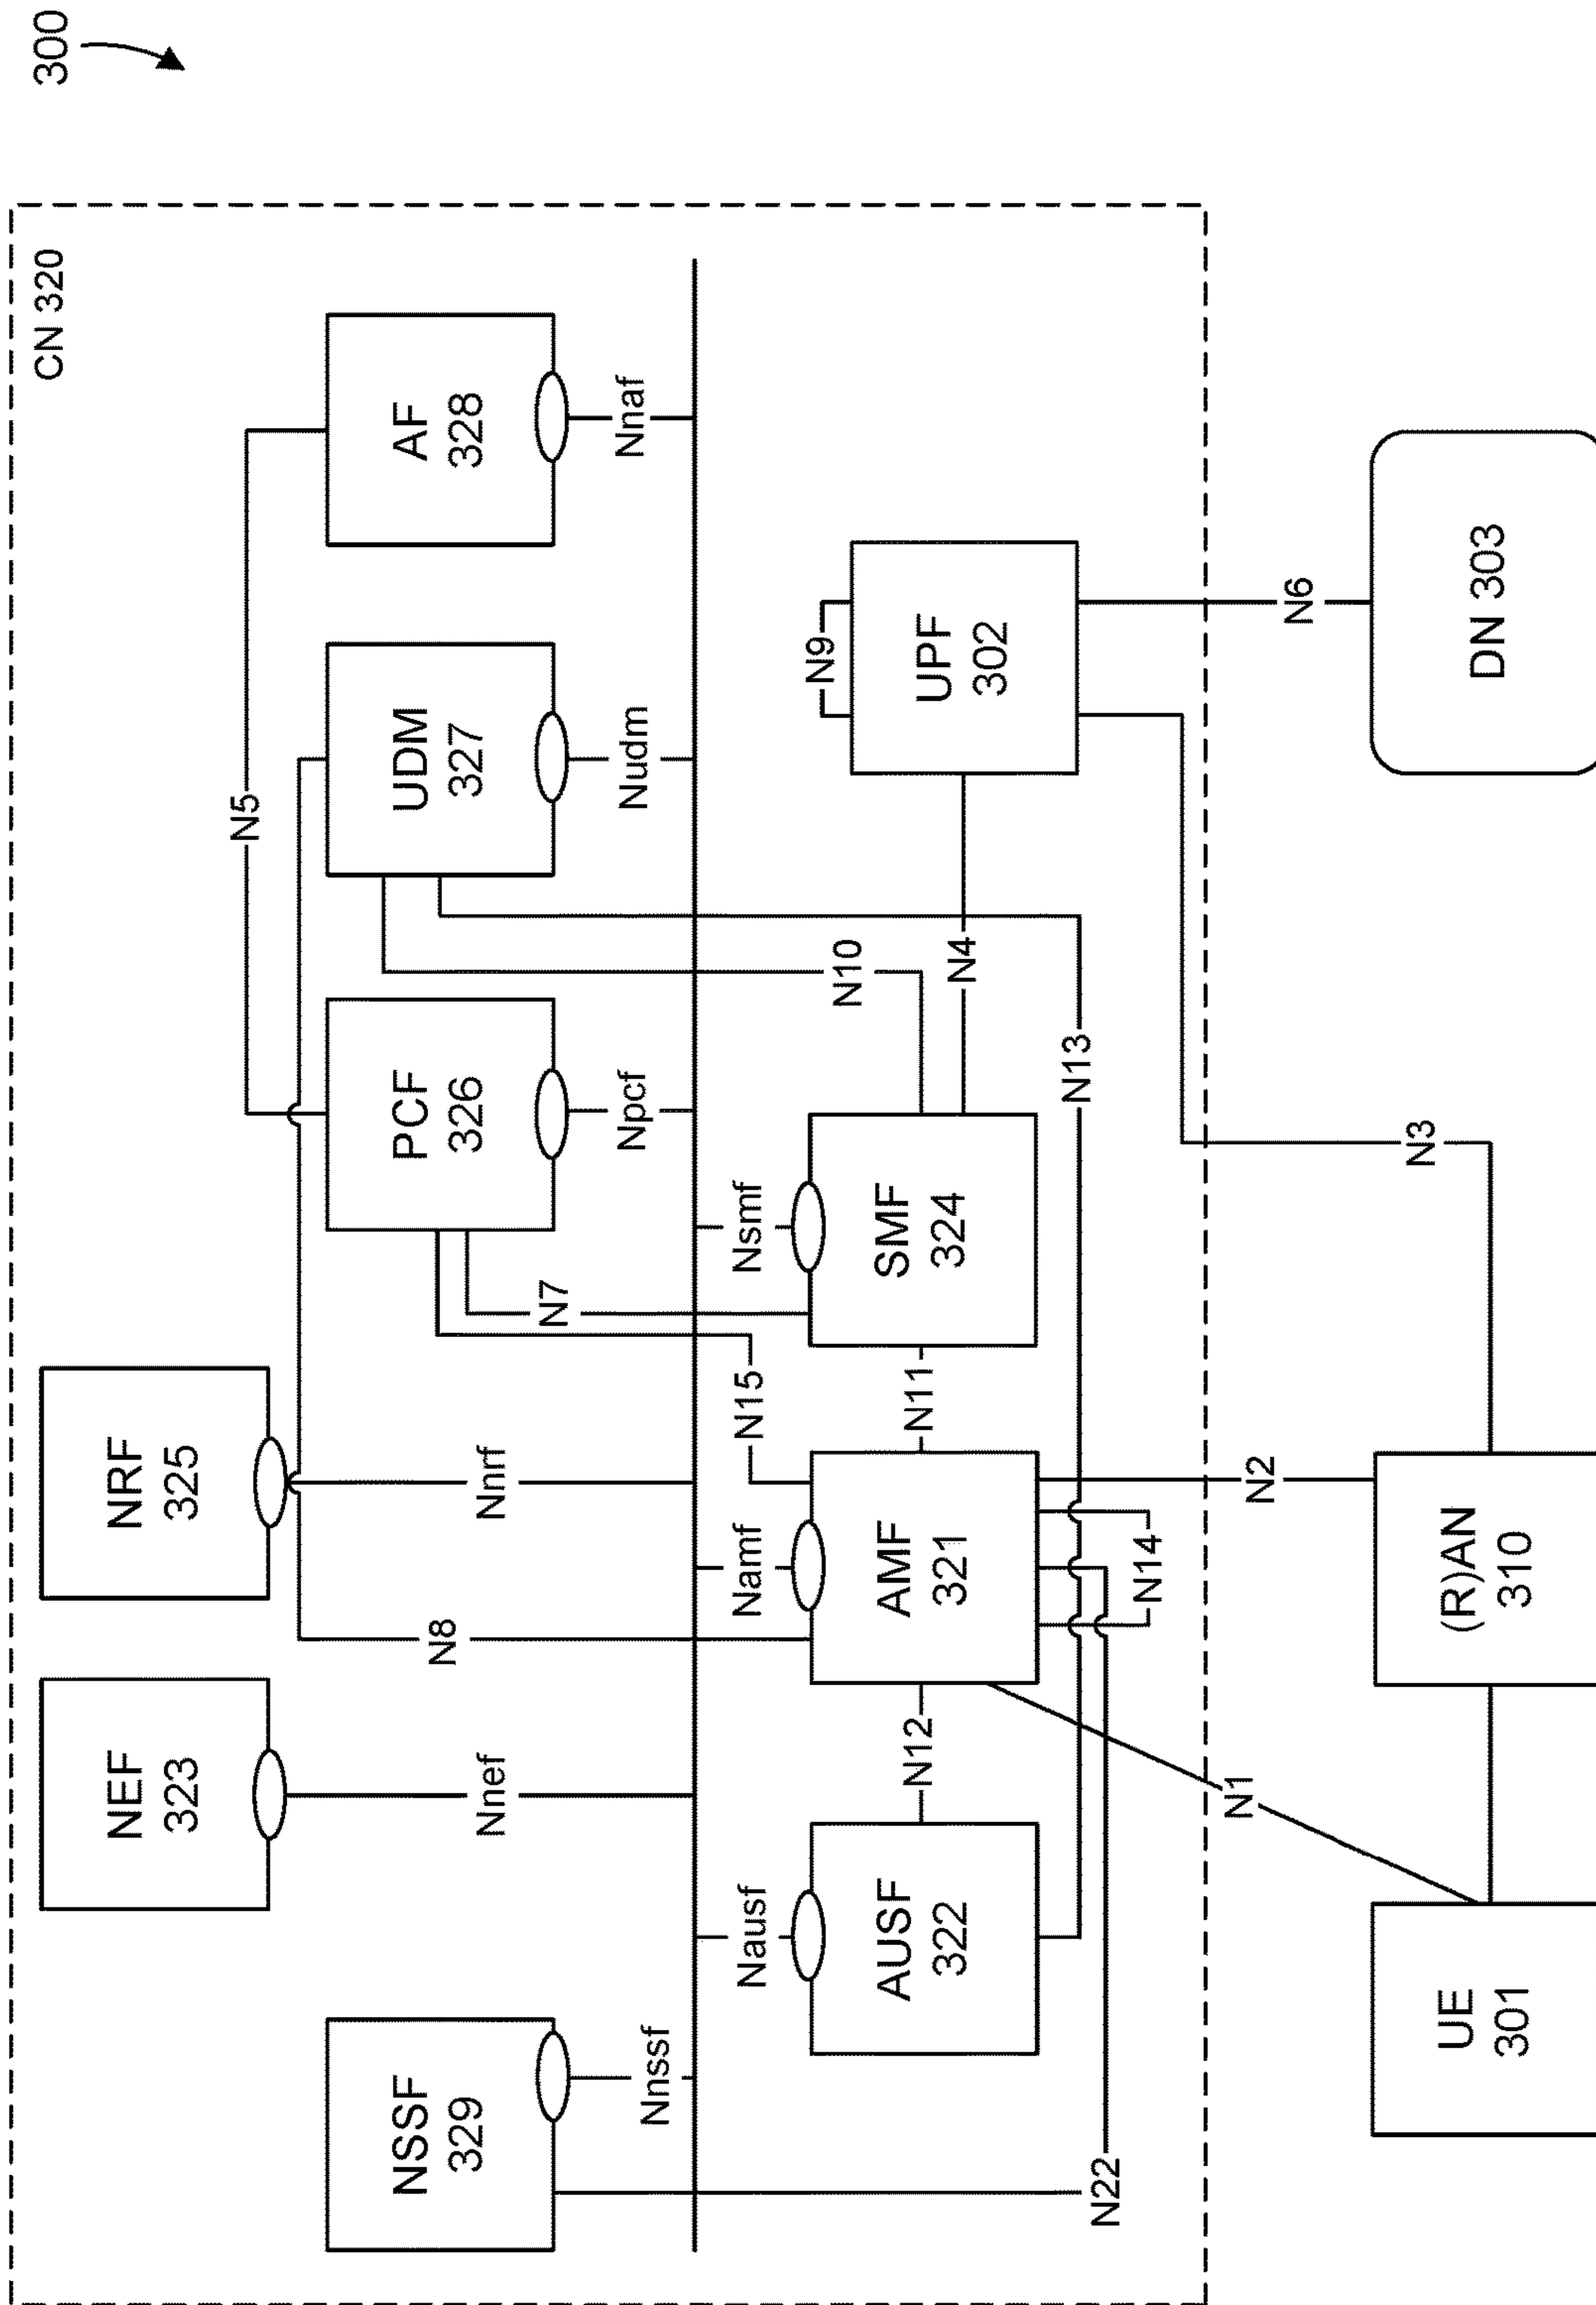 300
CN 320
NEF
323
NRF
325
N5
N8
NSSF
329
PCF
326
UDM
327
AF
328
Nnef
Nnrf
N7
Nnssf
Npcf
Nudm
Nnaf
Nausf
Namf
N15
Nsmf
N10
N9
AUSF
322
N12
AMF
321
N11
SMF
324
N4
UPF
302
N13
N22
N14
N1
N2
N3
N6
UE
301
(R)AN
310
DN 303